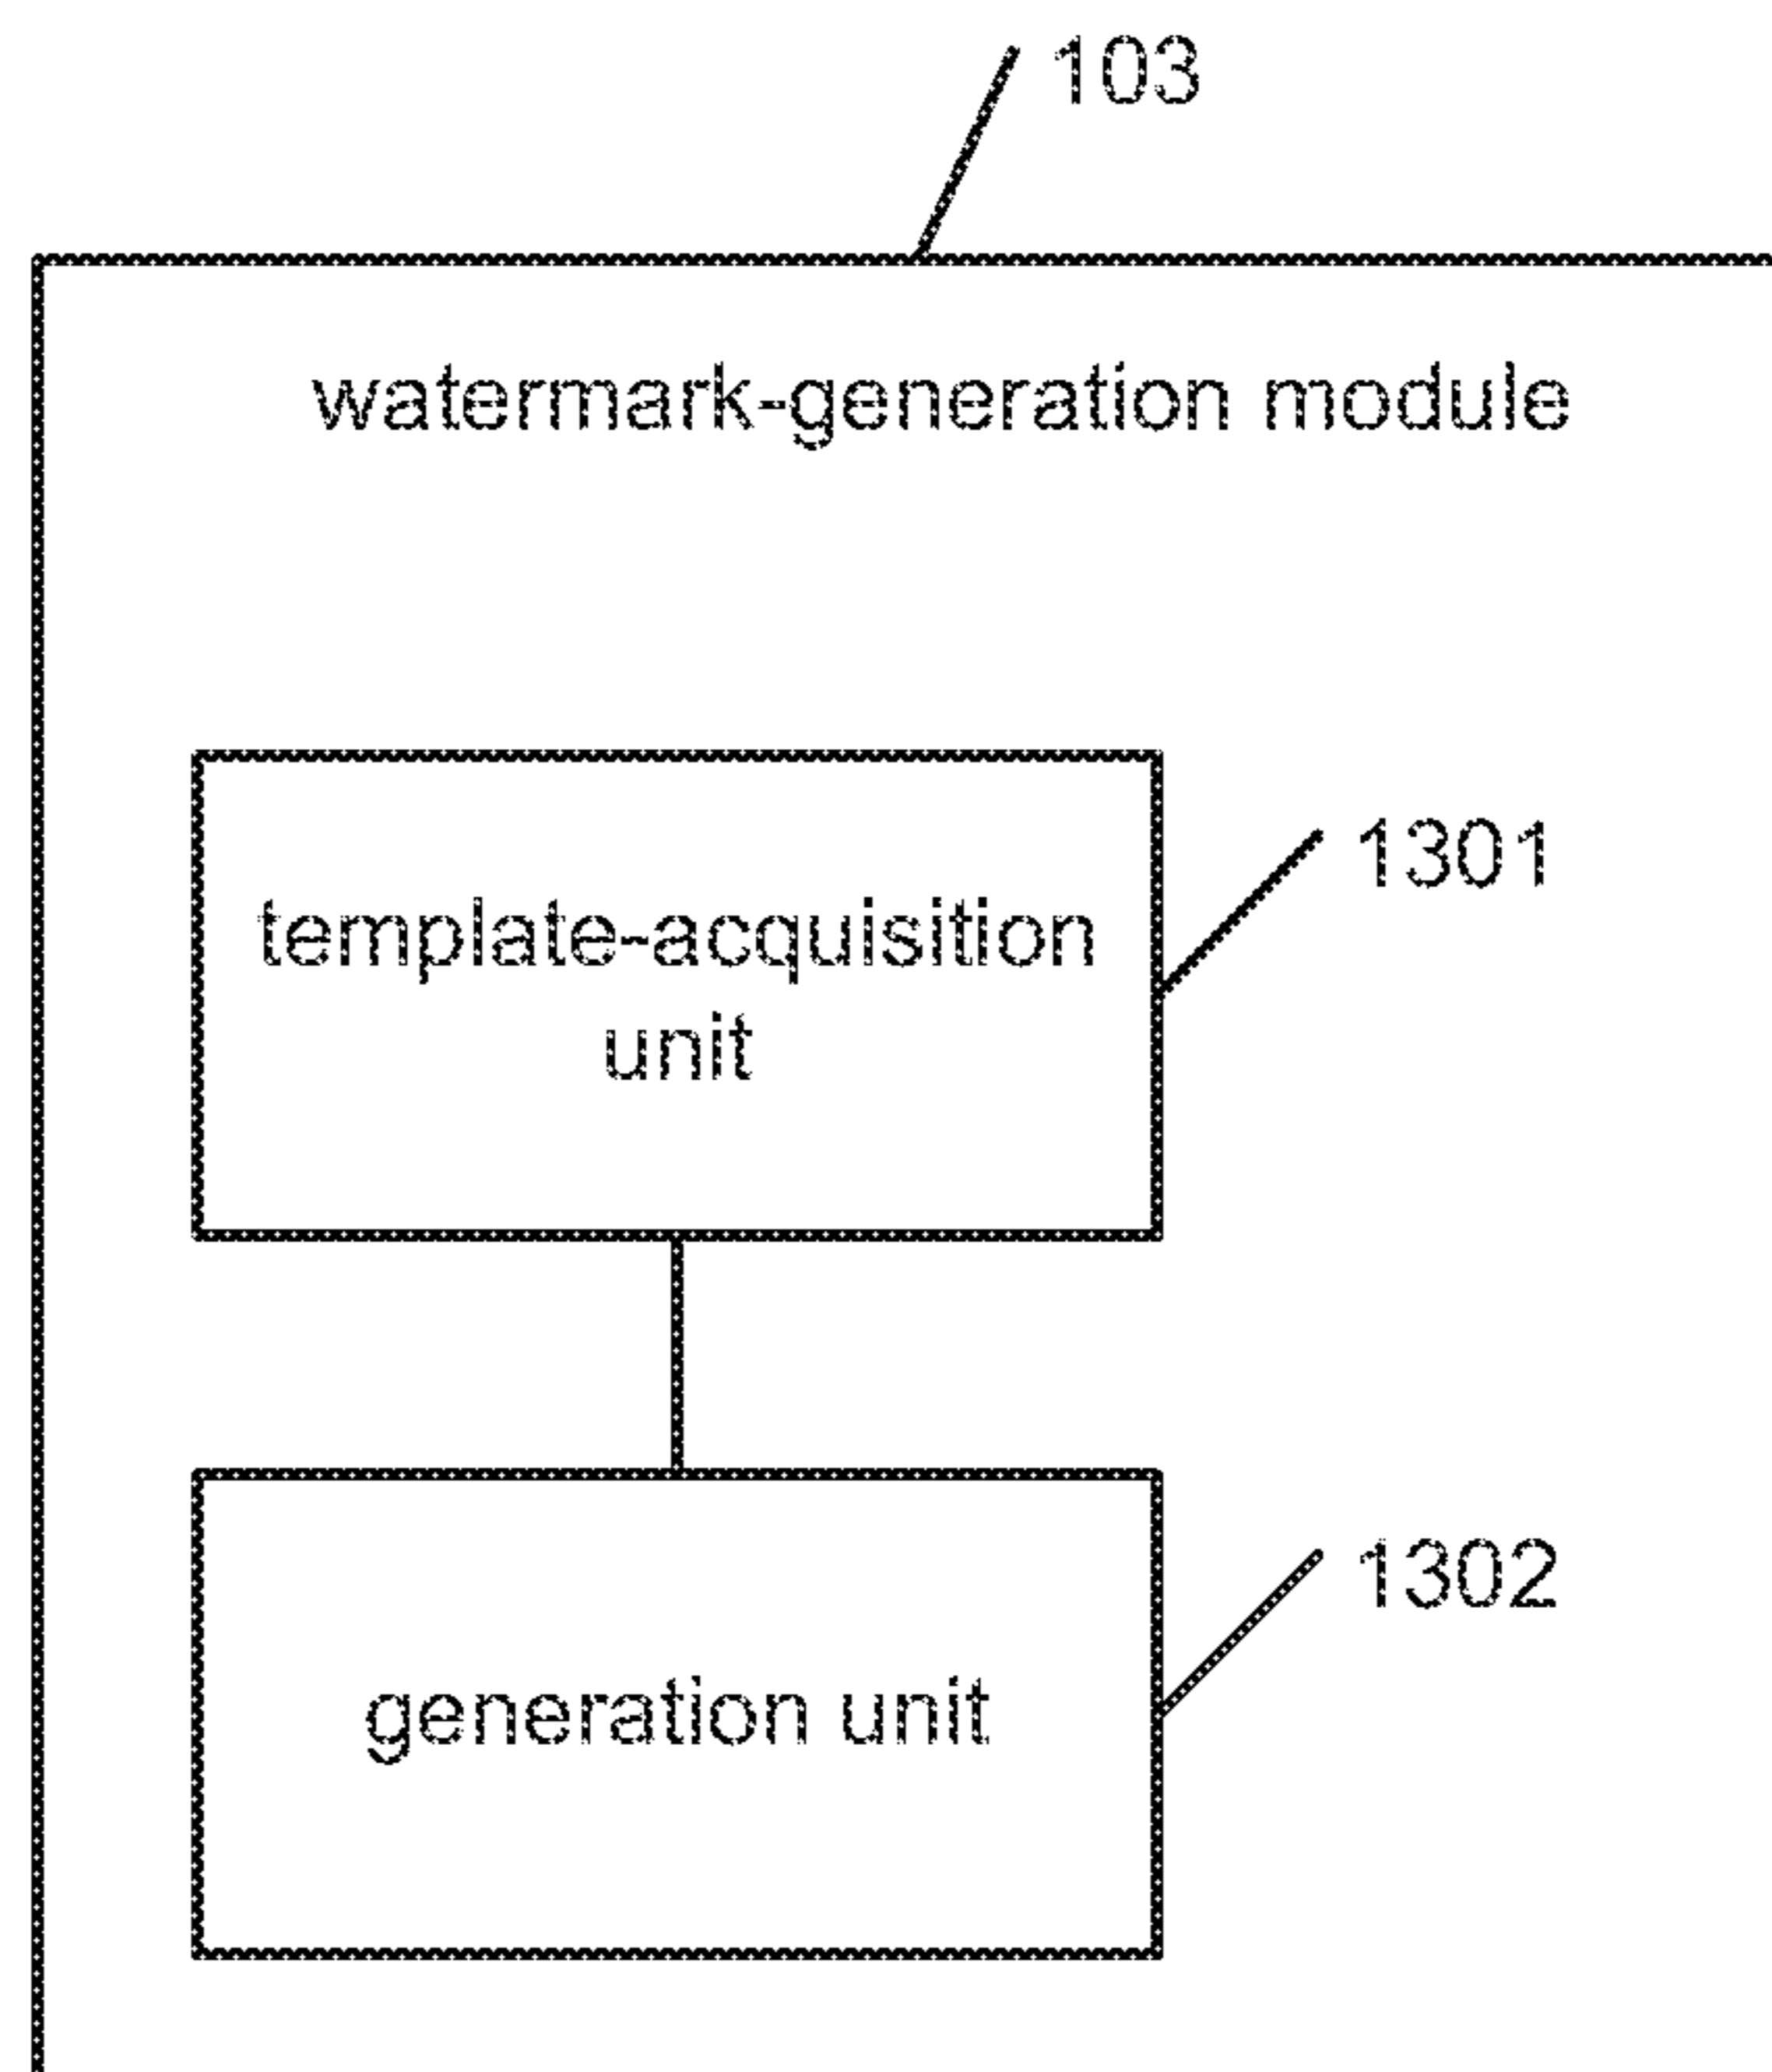 103
watermark-generation module
template-acquisition
unit
1301
generation unit
1302